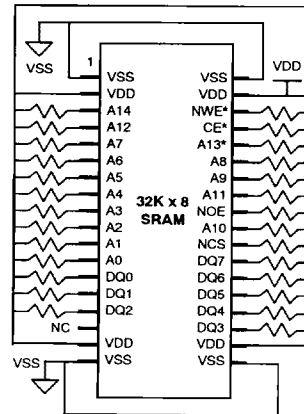 VSS
VDD
1
VSS
VDD
A14
A12
A7
A6
A5
A4
A3
A2
A1
A0
DQ0
DQ1
DQ2
NC
VDD
VSS
VSS
32K x 8
SRAM
VSS
VDD
NWE*
CE*
A13*
A8
A9
A11
NOE
A10
NCS
DQ7
DQ6
DQ5
DQ4
DQ3
VDD
VSS